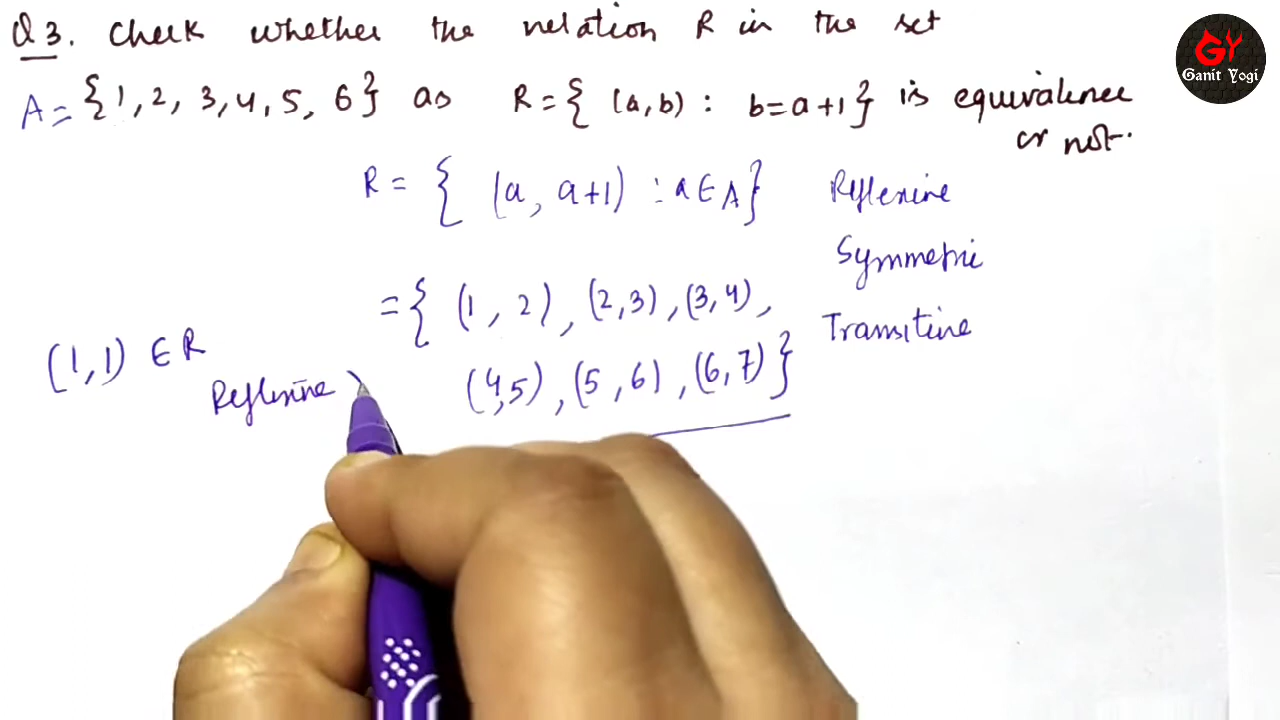 Q3. Check whether the relation R in the set
A = {1, 2, 3, 4, 5, 6} as R = { (a, b) : b = a + 1} is equivalence
or not.
R = { (a, a+1) : a ∈ A}
Reflexive
Symmetric
= { (1, 2), (2, 3), (3, 4),
Transitive
(4, 5), (5, 6), (6, 7) }
(1, 1) ∈ R
Reflexive
GY
Ganit Yogi